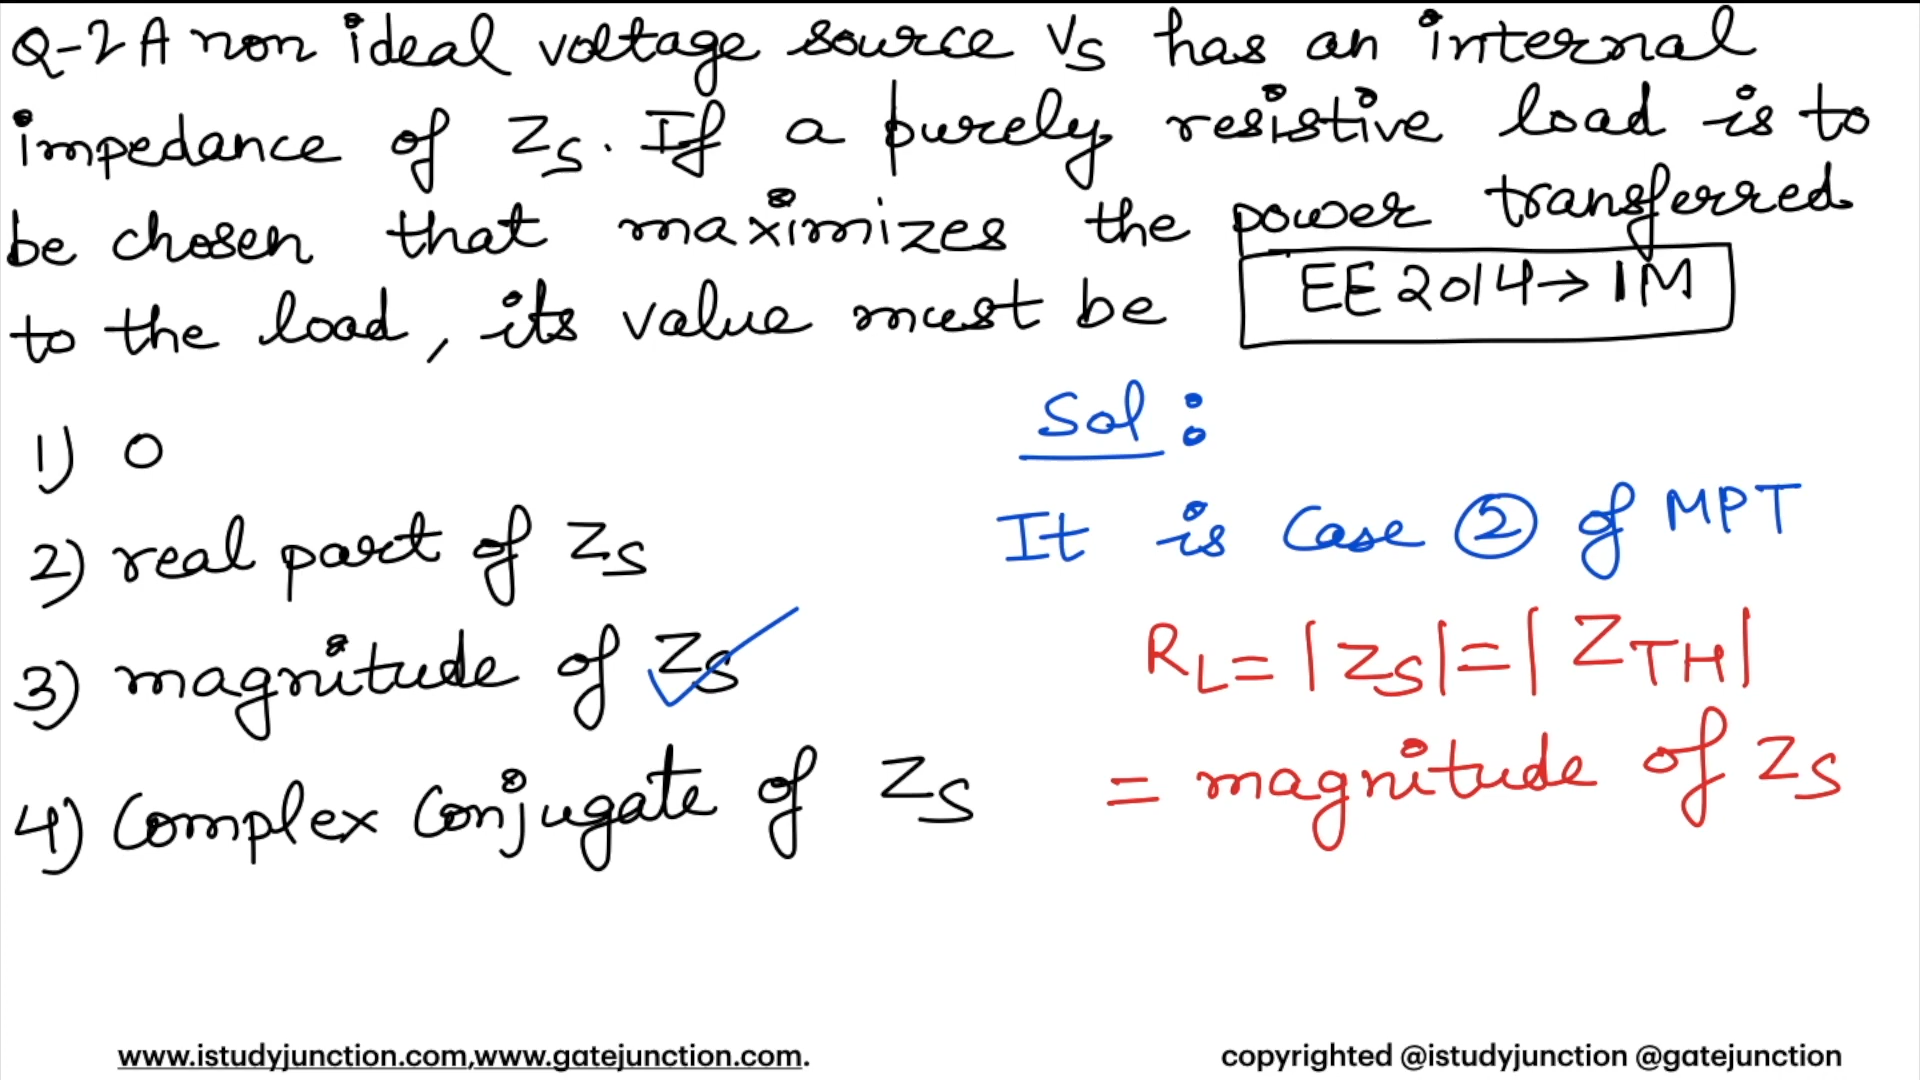 Q-2 A non ideal voltage source Vs has an internal
impedance of Zs. If a purely resistive load is to
be chosen that maximizes the power transferred
to the load, its value must be
EE 2014→ 1M
1) 0
2) real part of Zs
3) magnitude of Zs ✓
4) Complex Conjugate of Zs
Sol :
It is Case ② of MPT
RL = |Zs| = |ZTH|
= magnitude of Zs
www.istudyjunction.com,www.gatejunction.com.
copyrighted @istudyjunction @gatejunction